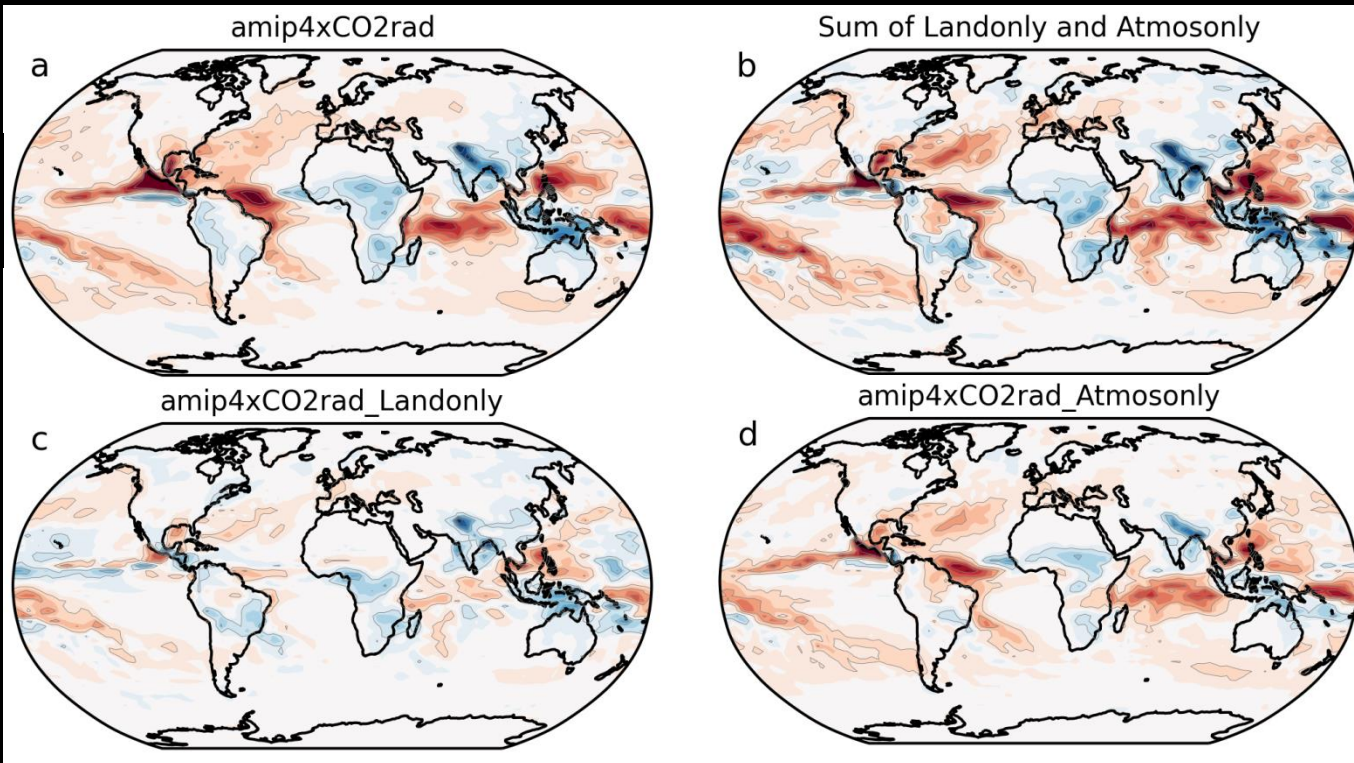 amip4xCO2rad
Sum of Landonly and Atmosonly
a
b
amip4xCO2rad_Landonly
amip4xCO2rad_Atmosonly
c
d